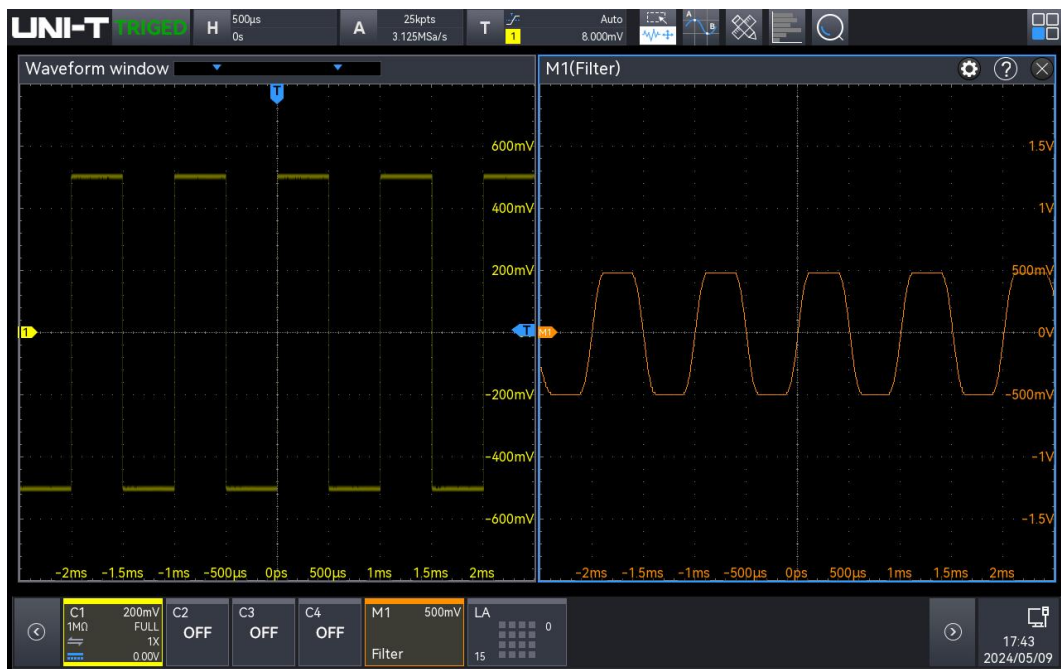 UNI-T TRIGED H 500μs 0s A 25kpts 3.125MSa/s T 1 Auto 8.000mV A B
Waveform window
T
600mV
400mV
200mV
1
T
-200mV
-400mV
-600mV
-2ms -1.5ms -1ms -500μs 0ps 500μs 1ms 1.5ms 2ms
M1(Filter) ?
1.5V
1V
500mV
M1
0V
-500mV
-1V
-1.5V
-2ms -1.5ms -1ms -500μs 0ps 500μs 1ms 1.5ms 2ms
C1 200mV
1MΩ FULL
1X
0.00V
C2
OFF
C3
OFF
C4
OFF
M1 500mV
Filter
LA
0
15
17:43
2024/05/09